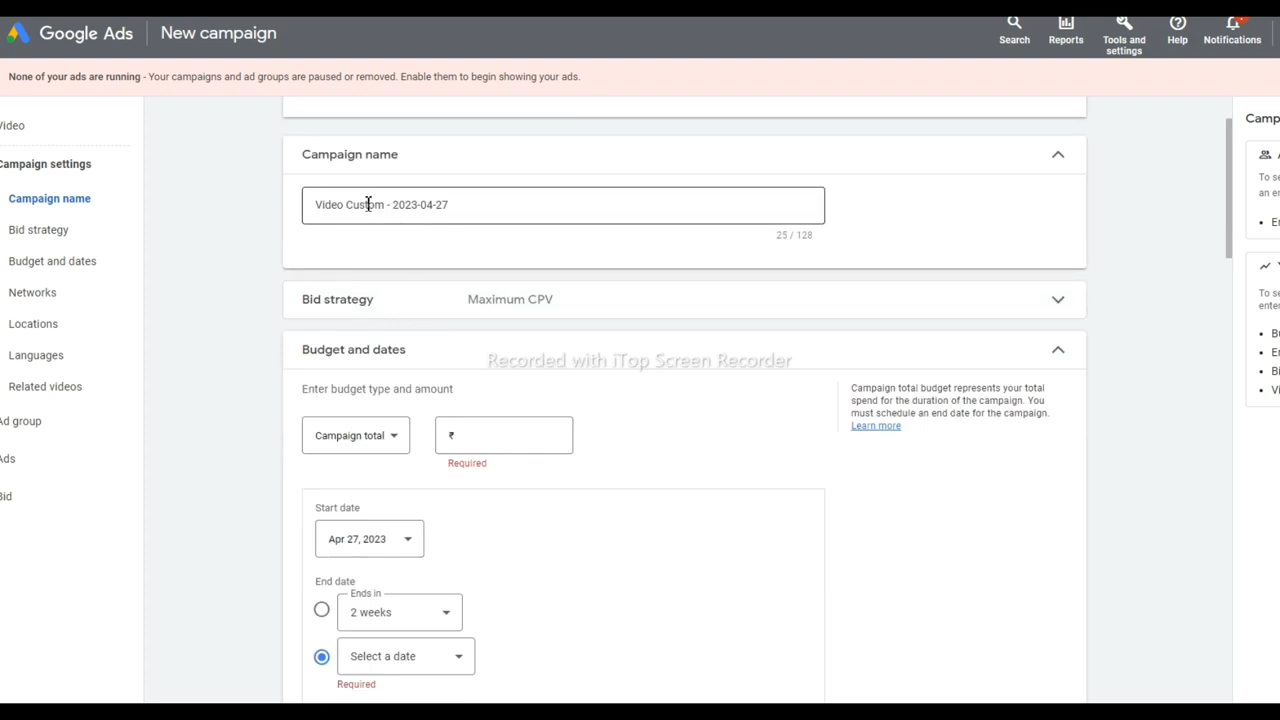 Google Ads
New campaign
Search
Reports
Tools and
settings
Help
Notifications
None of your ads are running - Your campaigns and ad groups are paused or removed. Enable them to begin showing your ads.
Video
Campaign settings
Campaign name
Bid strategy
Budget and dates
Networks
Locations
Languages
Related videos
Ad group
Ads
Bid
Campaign name
Video Custom - 2023-04-27
25 / 128
Bid strategy
Maximum CPV
Budget and dates
Recorded with iTop Screen Recorder
Enter budget type and amount
Campaign total
₹
Required
Campaign total budget represents your total
spend for the duration of the campaign. You
must schedule an end date for the campaign.
Learn more
Start date
Apr 27, 2023
End date
Ends in
2 weeks
Select a date
Required
Camp
To se
an e
To se
ente